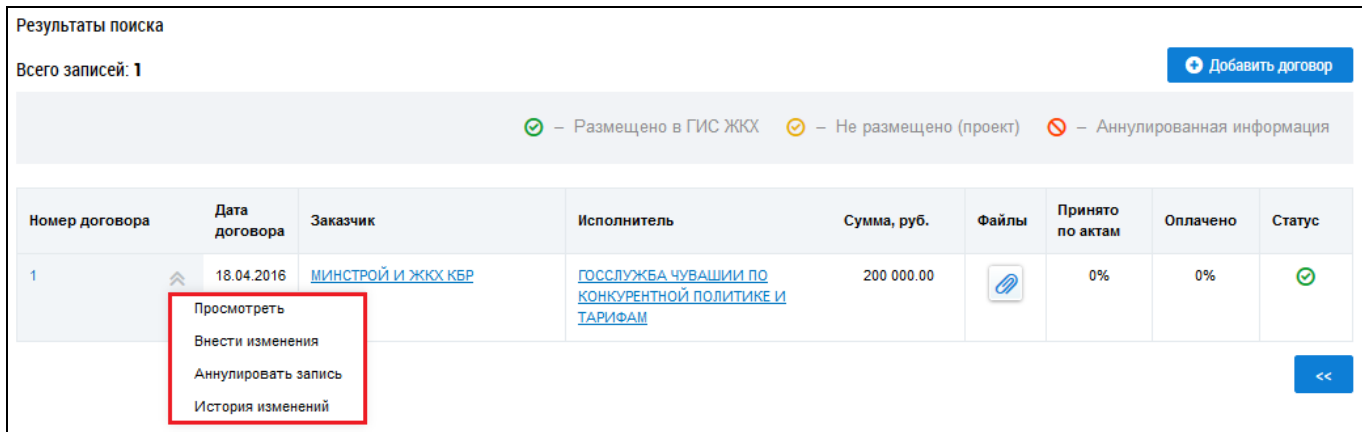 Результаты поиска
Всего записей: 1
Добавить договор
– Размещено в ГИС ЖКХ – Не размещено (проект) – Аннулированная информация
Номер договора Дата договора Заказчик Исполнитель Сумма, руб. Файлы Принято по актам Оплачено Статус
1 18.04.2016 МИНСТРОЙ И ЖКХ КБР ГОССЛУЖБА ЧУВАШИИ ПО 200 000.00 0% 0%
КОНКУРЕНТНОЙ ПОЛИТИКЕ И
ТАРИФАМ
Просмотреть
Внести изменения
Аннулировать запись
История изменений
<<